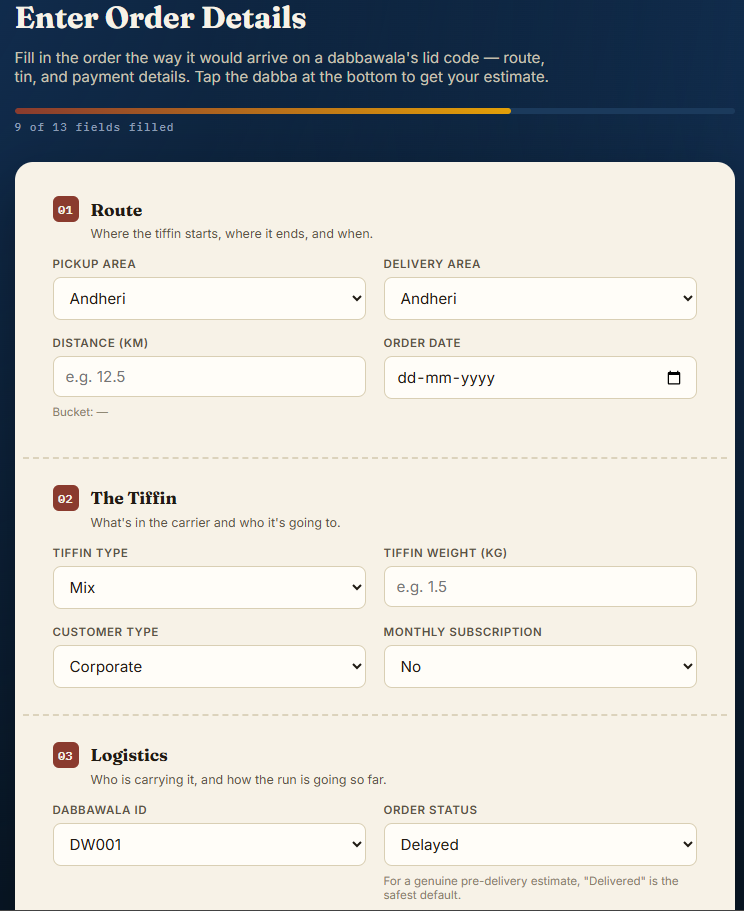 Enter Order Details
Fill in the order the way it would arrive on a dabbawala's lid code — route,
tin, and payment details. Tap the dabba at the bottom to get your estimate.
9 of 13 fields filled
01 Route
Where the tiffin starts, where it ends, and when.
PICKUP AREA DELIVERY AREA
Andheri Andheri
DISTANCE (KM) ORDER DATE
e.g. 12.5 dd-mm-yyyy
Bucket: —
02 The Tiffin
What's in the carrier and who it's going to.
TIFFIN TYPE TIFFIN WEIGHT (KG)
Mix e.g. 1.5
CUSTOMER TYPE MONTHLY SUBSCRIPTION
Corporate No
03 Logistics
Who is carrying it, and how the run is going so far.
DABBAWALA ID ORDER STATUS
DW001 Delayed
For a genuine pre-delivery estimate, "Delivered" is the
safest default.